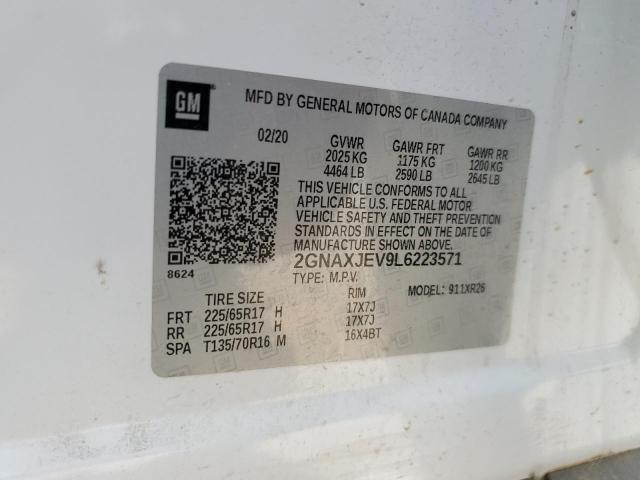 GM
MFD BY GENERAL MOTORS OF CANADA COMPANY
02/20 GVWR GAWR FRT GAWR RR
2025 KG 1175 KG 1200 KG
4464 LB 2590 LB 2645 LB
THIS VEHICLE CONFORMS TO ALL
APPLICABLE U.S. FEDERAL MOTOR
VEHICLE SAFETY AND THEFT PREVENTION
STANDARDS IN EFFECT ON THE DATE OF
MANUFACTURE SHOWN ABOVE.
8624 2GNAXJEV9L6223571
TYPE: M.P.V. MODEL: 911XR26
TIRE SIZE RIM
FRT 225/65R17 H 17X7J
RR 225/65R17 H 17X7J
SPA T135/70R16 M 16X4BT